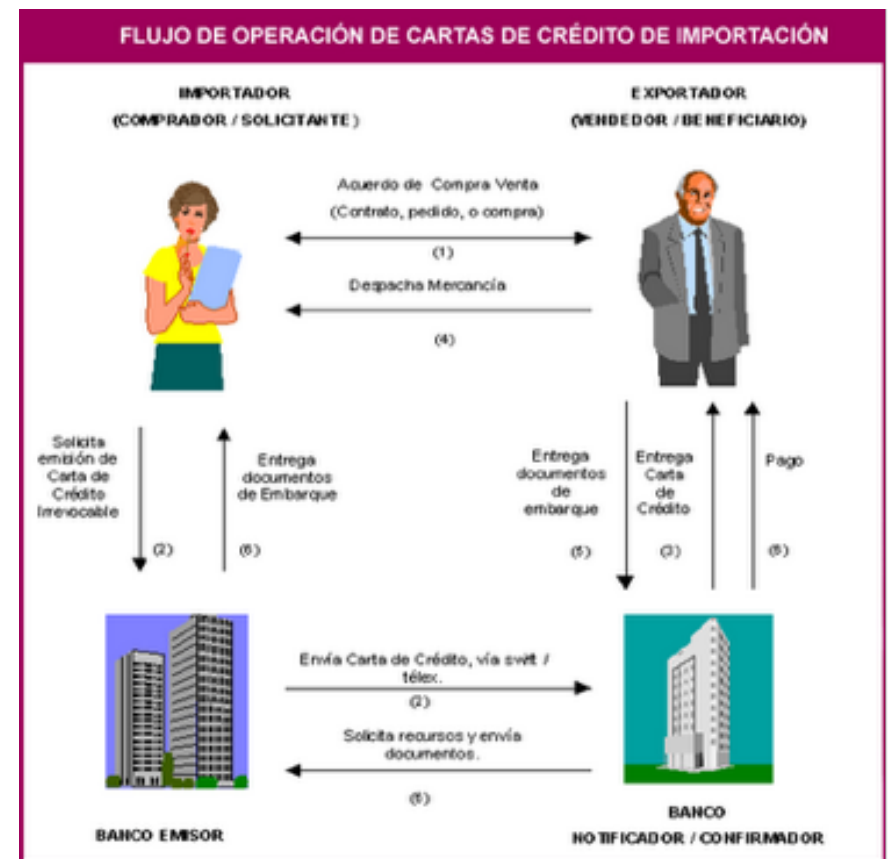 FLUJO DE OPERACIÓN DE CARTAS DE CRÉDITO DE IMPORTACIÓN
IMPORTADOR
(COMPRADOR / SOLICITANTE)
EXPORTADOR
(VENDEDOR / BENEFICIARIO)
Acuerdo de Compra Venta
(Contrato, pedido, o compra)
(1)
Despacha Mercancía
(4)
Solicita
emisión de
Carta de
Crédito
Irrevocable
(2)
Entrega
documentos
de Embarque
(6)
Entrega
documentos
de
embarque
(5)
Entrega
Carta
de
Crédito
(3)
Pago
Envía Carta de Crédito, vía swift /
télex.
(2)
Solicita recursos y envía
documentos.
BANCO EMISOR
BANCO
NOTIFICADOR / CONFIRMADOR